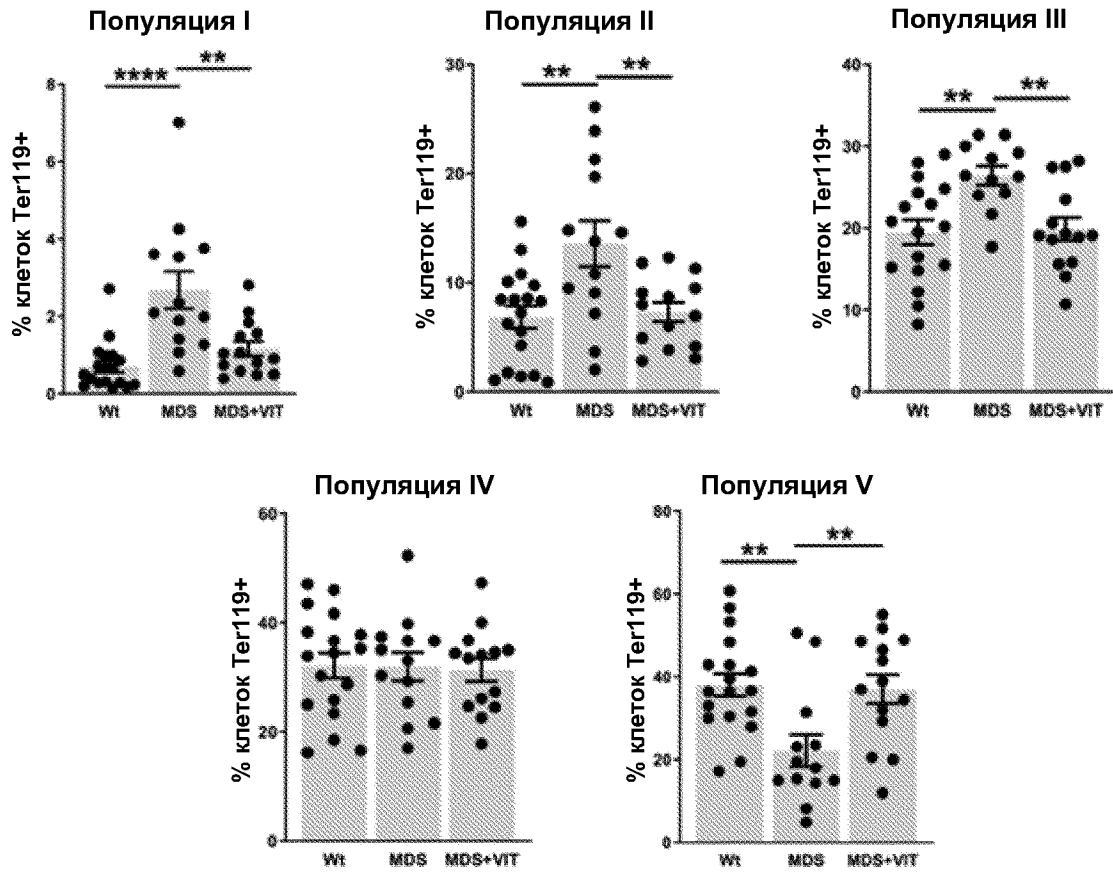 Популяция I
Популяция II
Популяция III
% клеток Ter119+
8
6
4
2
0
**** **
Wt MDS MDS+VIT
% клеток Ter119+
30
20
10
0
** **
Wt MDS MDS+VIT
% клеток Ter119+
40
30
20
10
0
** **
Wt MDS MDS+VIT
Популяция IV
Популяция V
% клеток Ter119+
60
40
20
0
Wt MDS MDS+VIT
% клеток Ter119+
80
60
40
20
0
** **
Wt MDS MDS+VIT